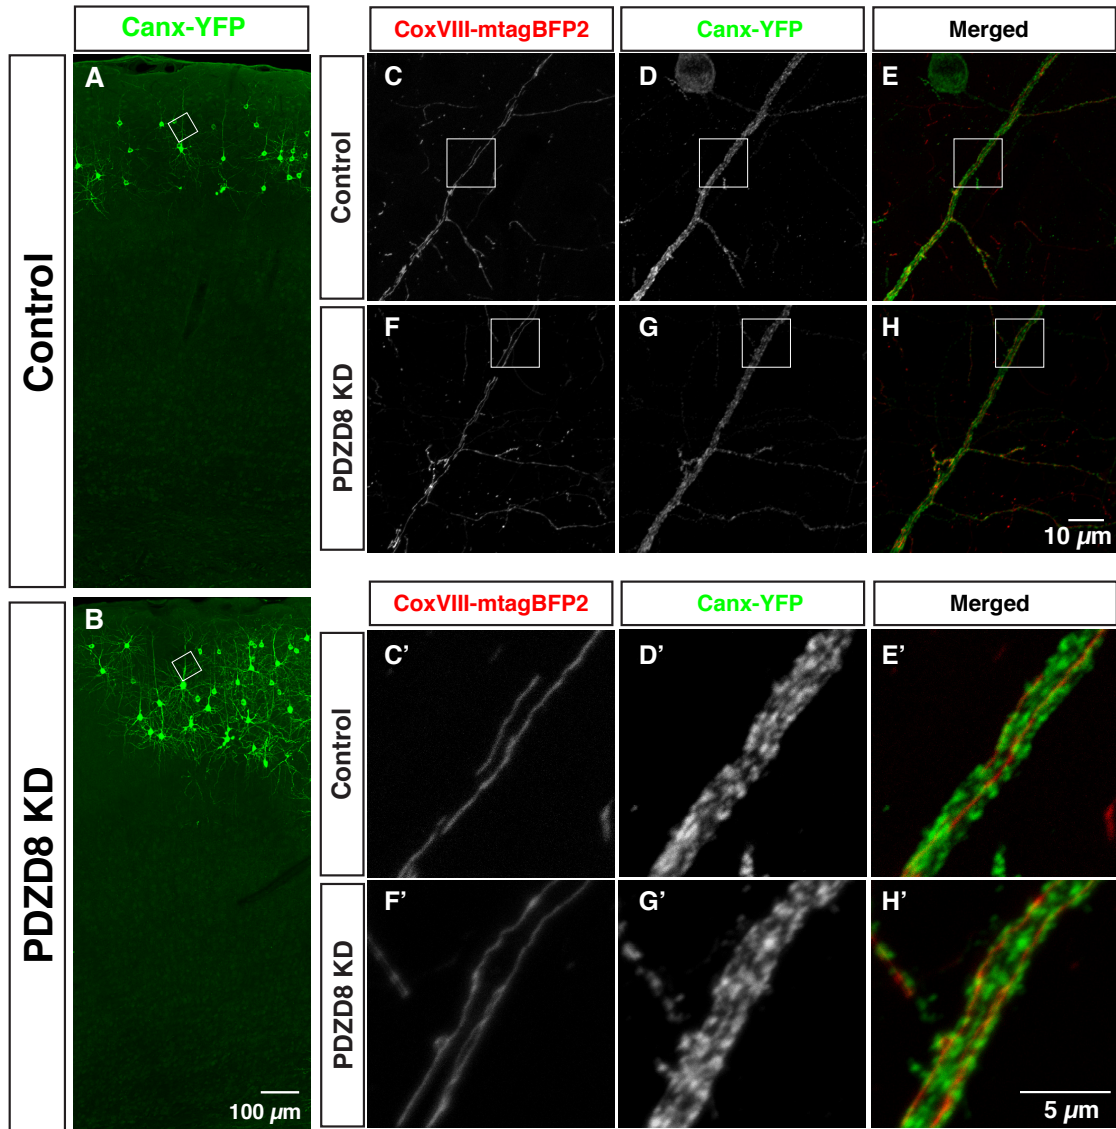 Canx-YFP
CoxVIII-mtagBFP2
Canx-YFP
Merged
Control
A
Control
C
D
E
PDZD8 KD
F
G
H
10 µm
PDZD8 KD
B
100 µm
CoxVIII-mtagBFP2
Canx-YFP
Merged
Control
C’
D’
E’
PDZD8 KD
F’
G’
H’
5 µm